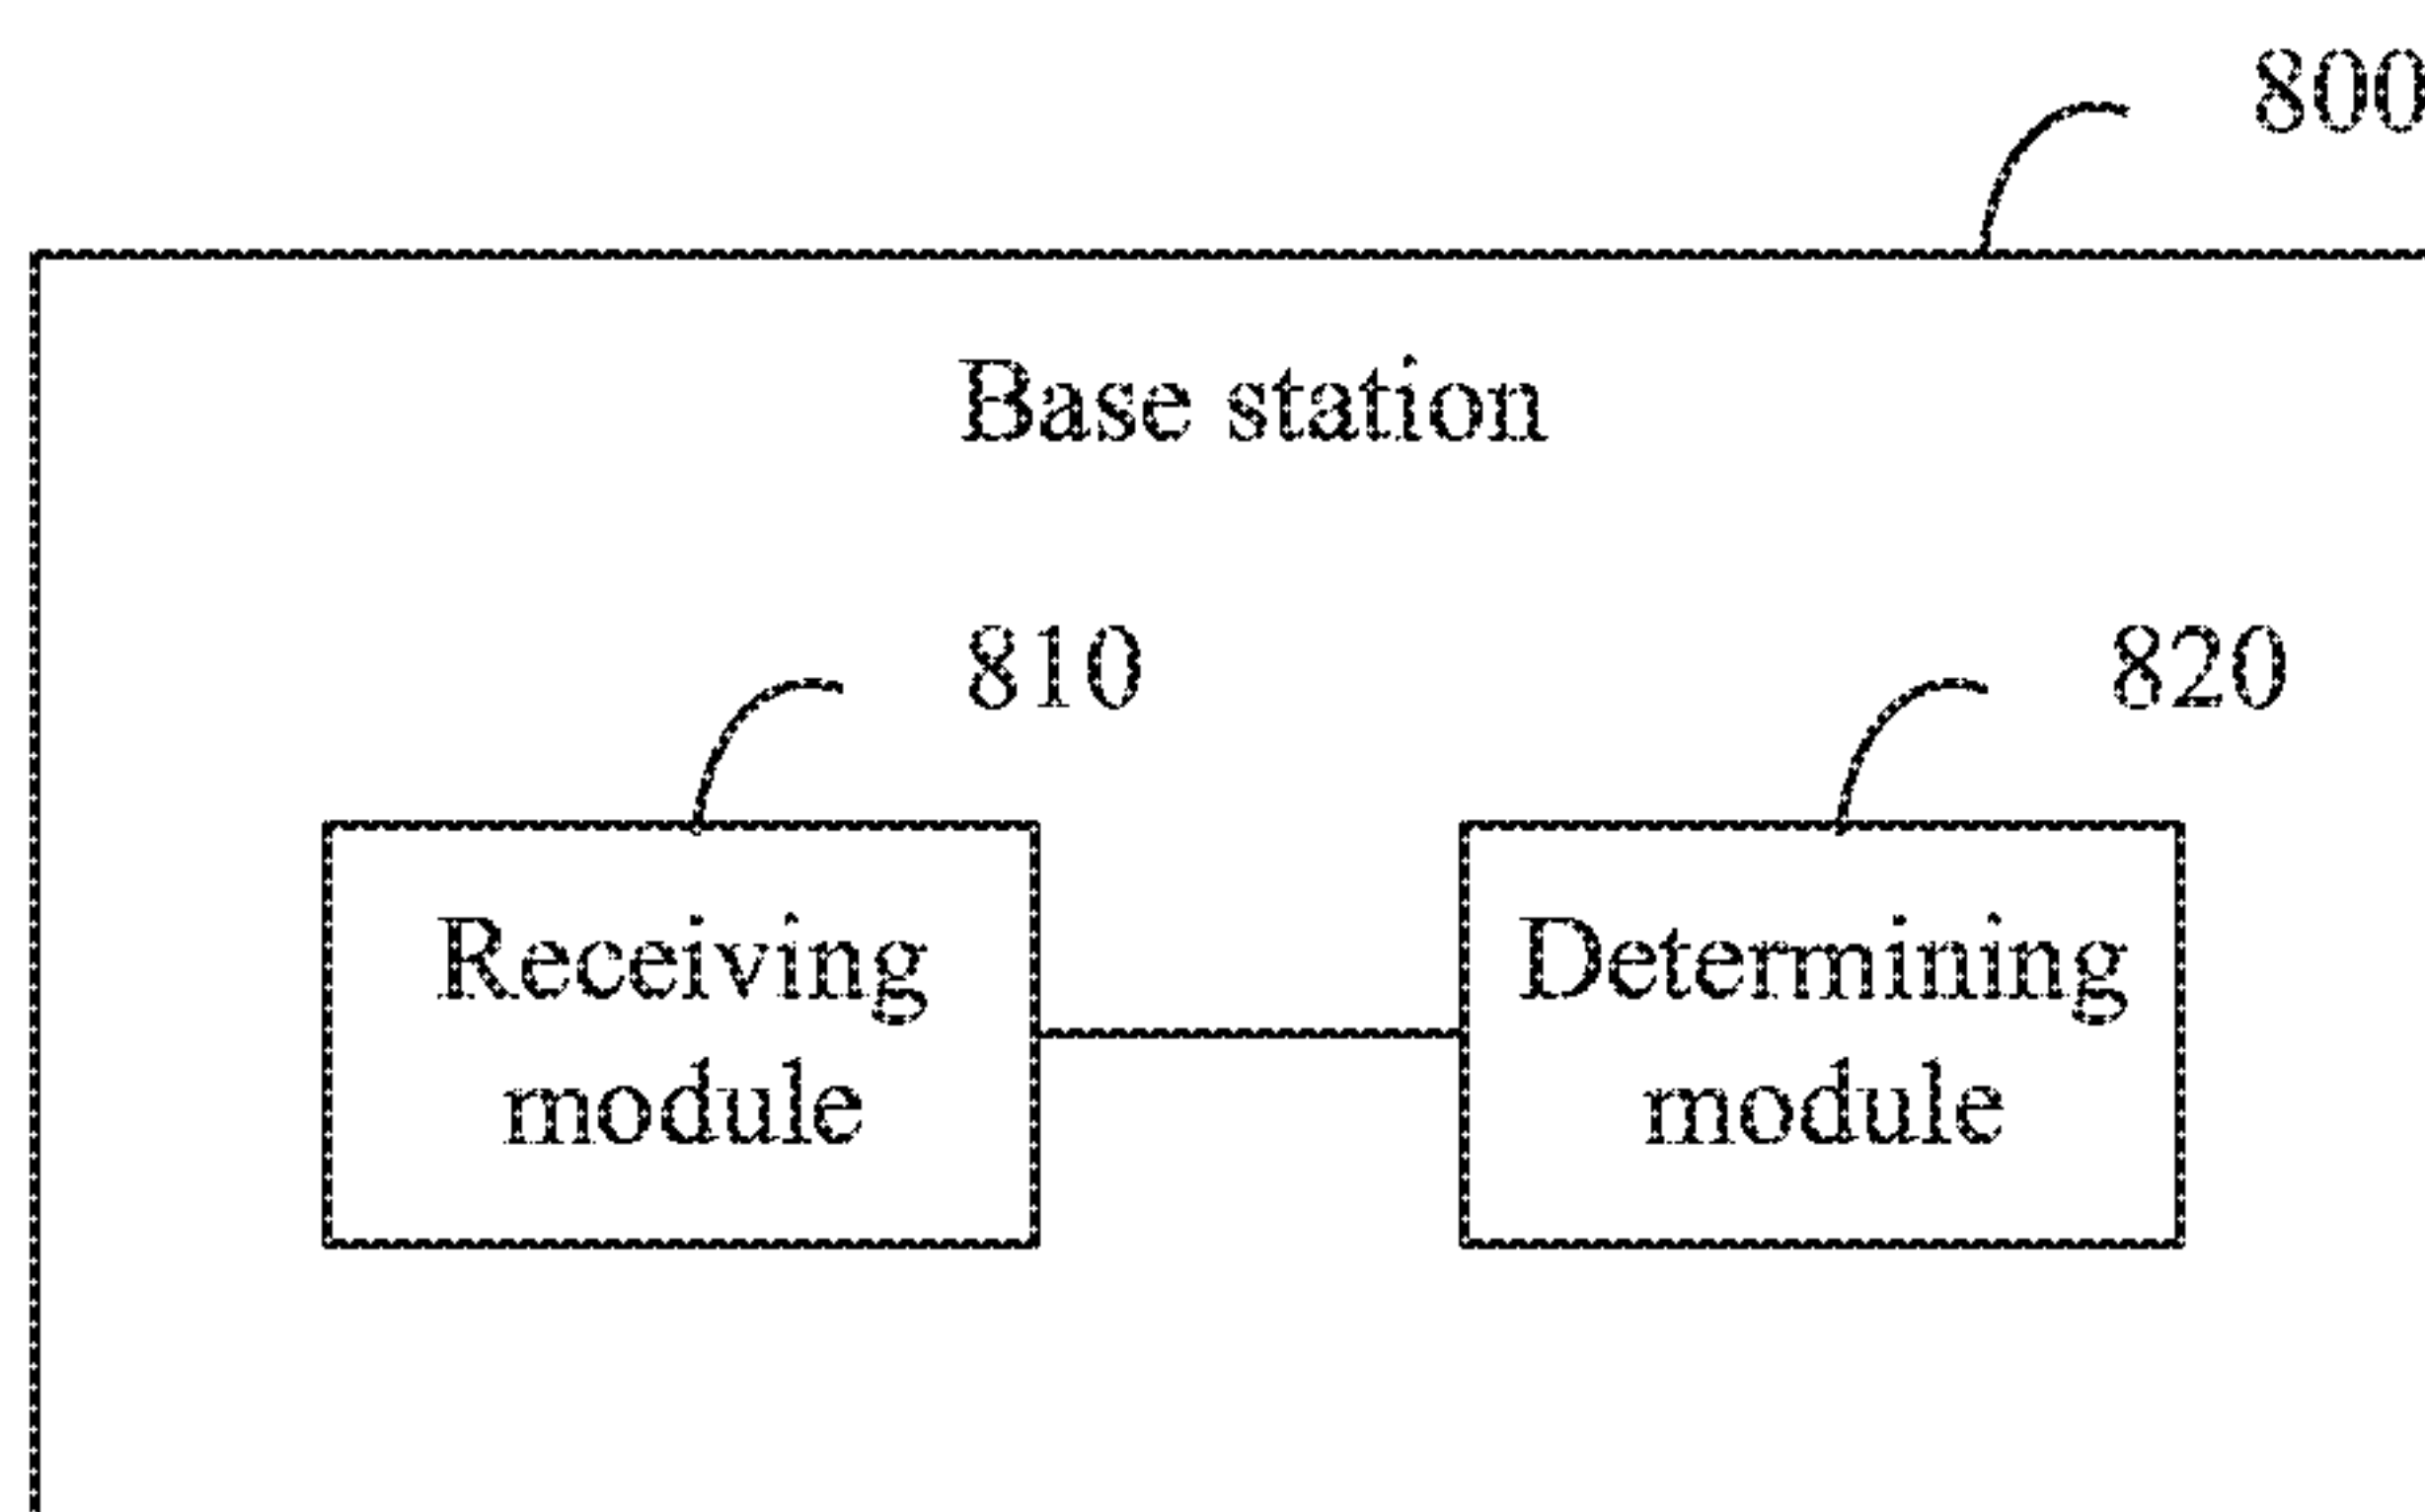 800
Base station
810
820
Receiving
module
Determining
module